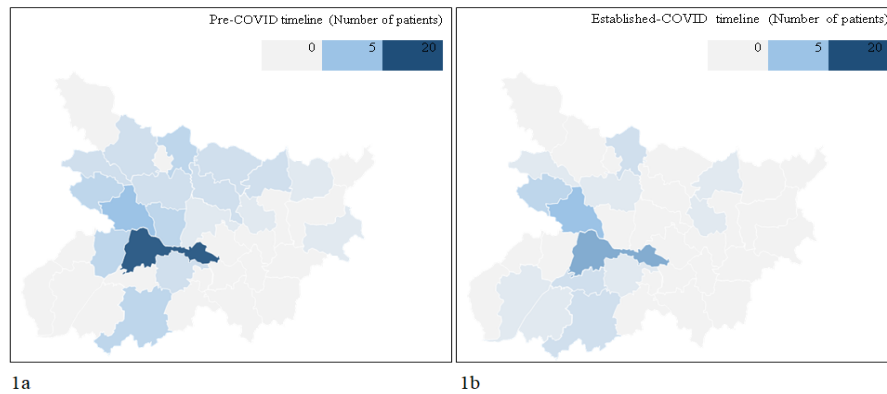 Pre-COVID timeline (Number of patients)
0 5 20
Established-COVID timeline (Number of patients)
0 5 20
1a
1b